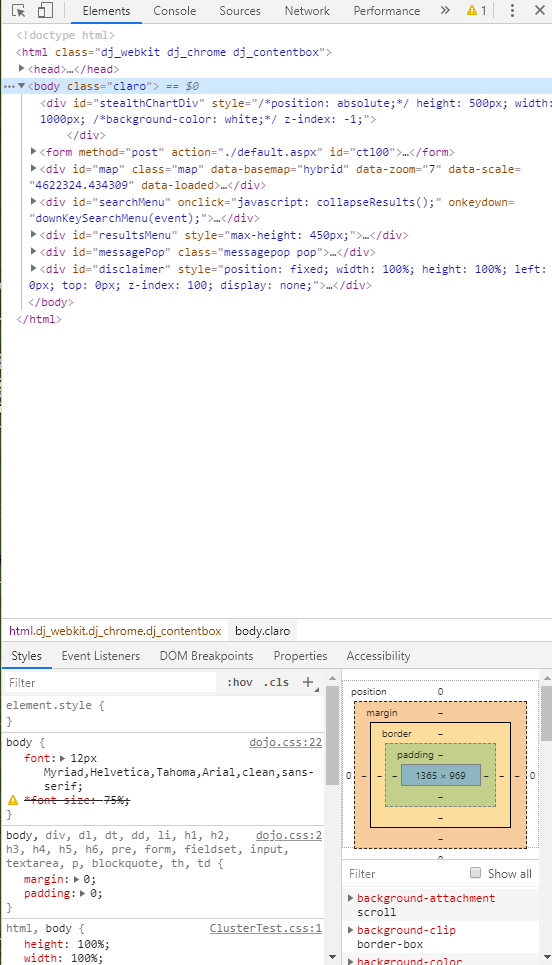 Elements Console Sources Network Performance » 1
<!doctype html>
<html class="dj_webkit dj_chrome dj_contentbox">
<head>…</head>
<body class="claro"> == $0
<div id="stealthChartDiv" style="/*position: absolute;*/ height: 500px; width:
1000px; /*background-color: white;*/ z-index: -1;">
</div>
<form method="post" action="./default.aspx" id="ctl00">…</form>
<div id="map" class="map" data-basemap="hybrid" data-zoom="7" data-scale=
"4622324.434309" data-loaded>…</div>
<div id="searchMenu" onclick="javascript: collapseResults();" onkeydown=
"downKeySearchMenu(event);">…</div>
<div id="resultsMenu" style="max-height: 450px;">…</div>
<div id="messagePop" class="messagepop pop">…</div>
<div id="disclaimer" style="position: fixed; width: 100%; height: 100%; left:
0px; top: 0px; z-index: 100; display: none;">…</div>
</body>
</html>
html.dj_webkit.dj_chrome.dj_contentbox body.claro
Styles Event Listeners DOM Breakpoints Properties Accessibility
Filter :hov .cls +
element.style {
}
body { dojo.css:22
font: 12px
Myriad,Helvetica,Tahoma,Arial,clean,sans-
serif;
*font-size: 75%;
}
body, div, dl, dt, dd, li, h1, h2, dojo.css:2
h3, h4, h5, h6, pre, form, fieldset, input,
textarea, p, blockquote, th, td {
margin: 0;
padding: 0;
}
html, body { ClusterTest.css:1
height: 100%;
width: 100%;
position 0
margin –
border –
padding –
0 – – – 1365 × 969 – – – 0
–
–
–
0
Filter Show all
background-attachment
scroll
background-clip
border-box
background-color